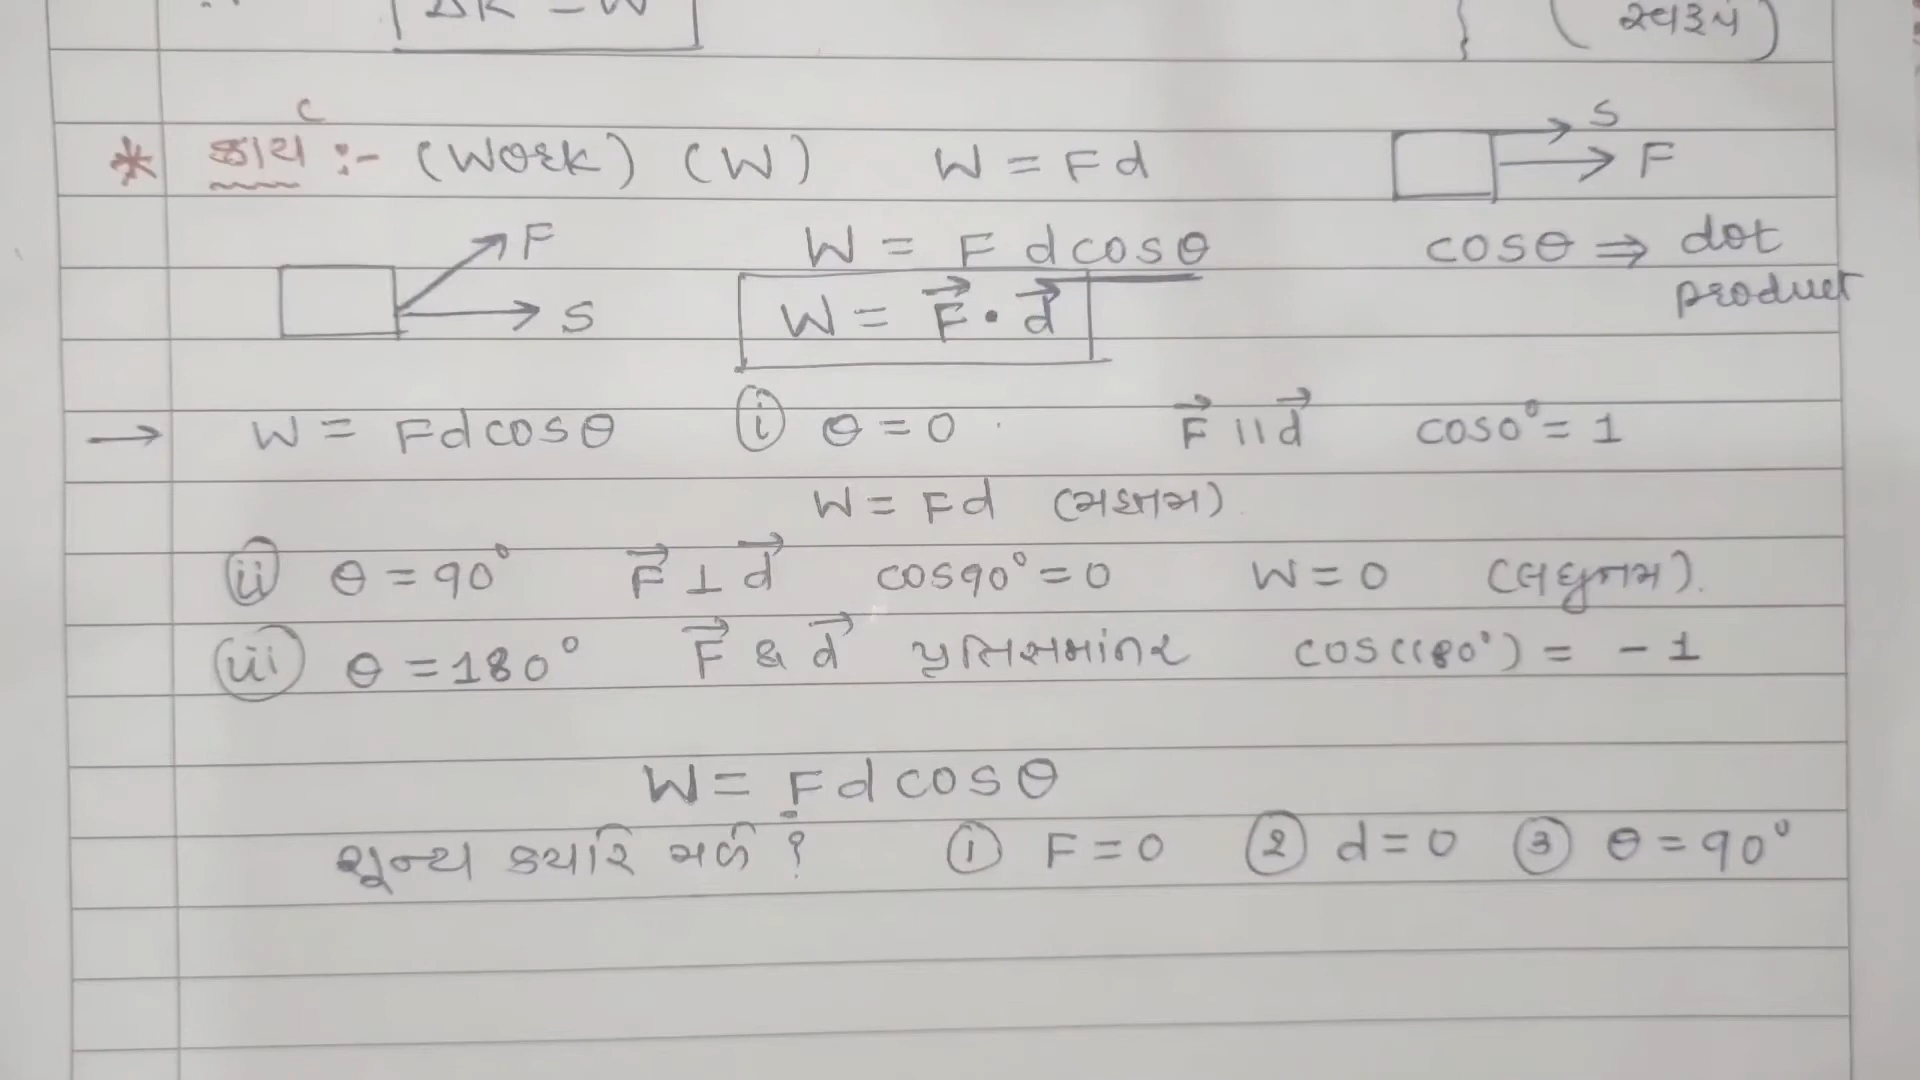 ΔK = W } (સ્વરૂપ)
* કાર્ય :- (Work) (W) W = Fd S F
F W = F d cosθ cosθ ⇒ dot
S W = F⃗ · d⃗ product
→ W = Fd cosθ (i) θ = 0 F⃗ || d⃗ cos0° = 1
W = Fd (મહત્તમ)
(ii) θ = 90° F⃗ ⊥ d⃗ cos90° = 0 W = 0 (લઘુત્તમ).
(iii) θ = 180° F⃗ & d⃗ પ્રતિસમાંતર cos(180°) = -1
W = Fd cosθ
શૂન્ય ક્યારે મળે ? (1) F = 0 (2) d = 0 (3) θ = 90°